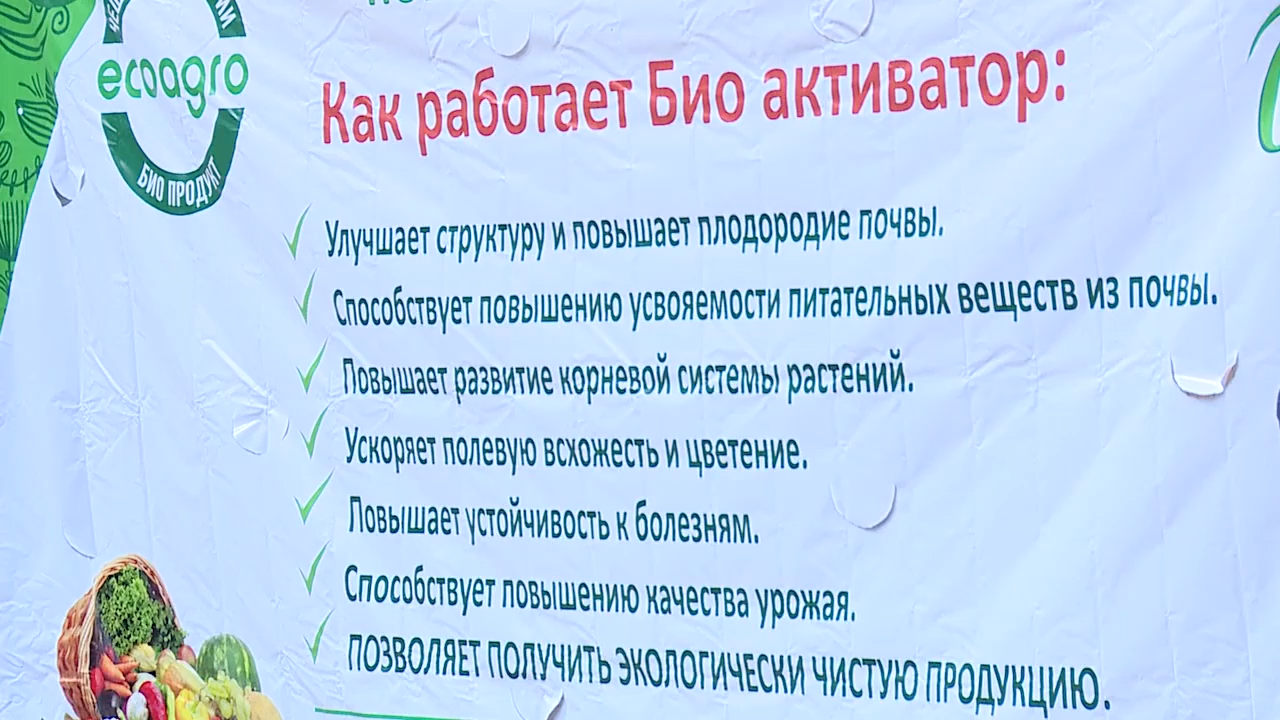 ecoagro
БИО ПРОДУКТ
Как работает Био активатор:
Улучшает структуру и повышает плодородие почвы.
Способствует повышению усвояемости питательных веществ из почвы.
Повышает развитие корневой системы растений.
Ускоряет полевую всхожесть и цветение.
Повышает устойчивость к болезням.
Способствует повышению качества урожая.
ПОЗВОЛЯЕТ ПОЛУЧИТЬ ЭКОЛОГИЧЕСКИ ЧИСТУЮ ПРОДУКЦИЮ.